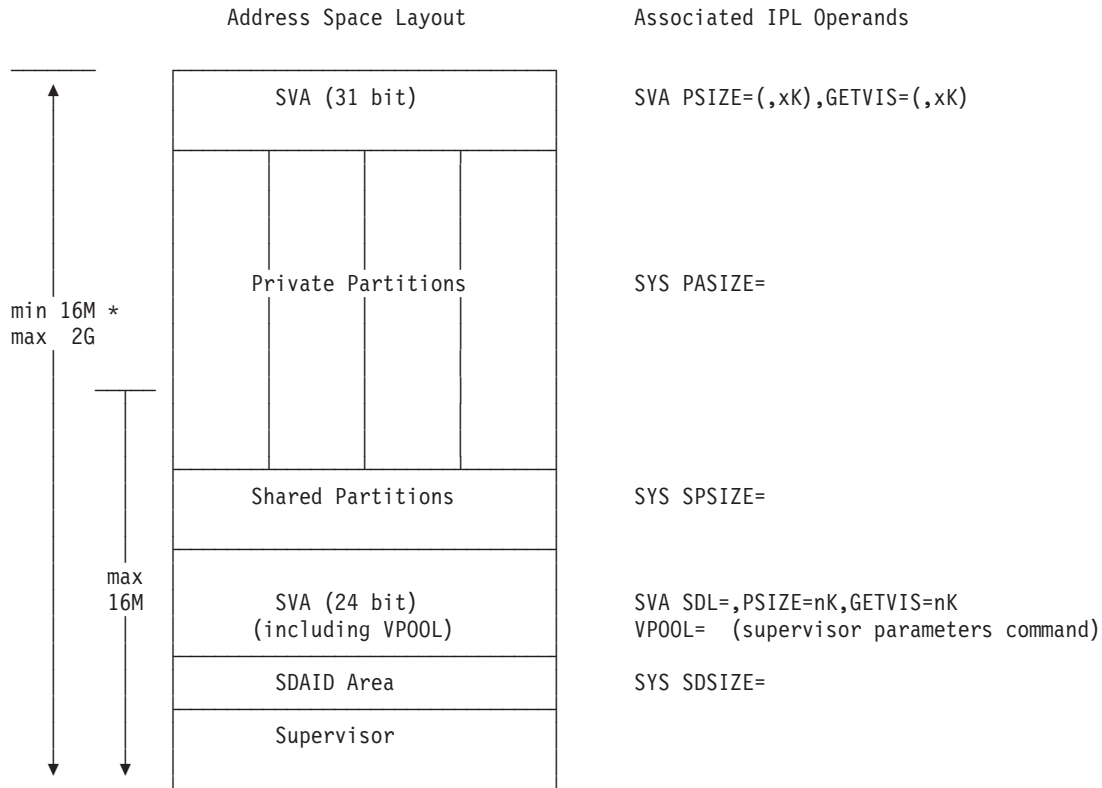 Address Space Layout Associated IPL Operands
SVA (31 bit) SVA PSIZE=(,xK),GETVIS=(,xK)
Private Partitions SYS PASIZE=
min 16M *
max 2G
Shared Partitions SYS SPSIZE=
max
16M SVA (24 bit) SVA SDL=,PSIZE=nK,GETVIS=nK
(including VPOOL) VPOOL= (supervisor parameters command)
SDAID Area SYS SDSIZE=
Supervisor